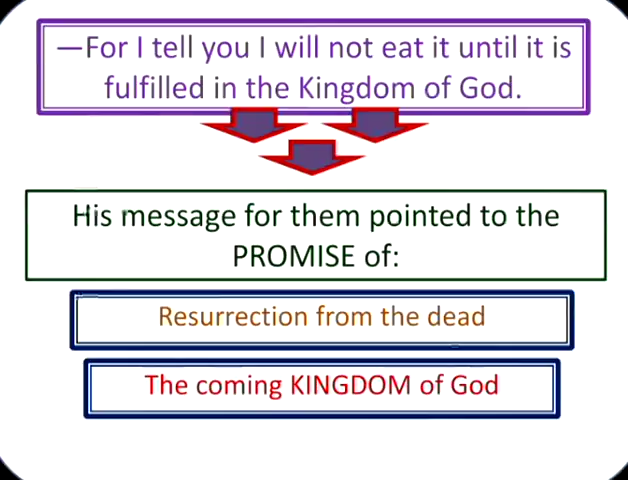 —For I tell you I will not eat it until it is
fulfilled in the Kingdom of God.
His message for them pointed to the
PROMISE of:
Resurrection from the dead
The coming KINGDOM of God